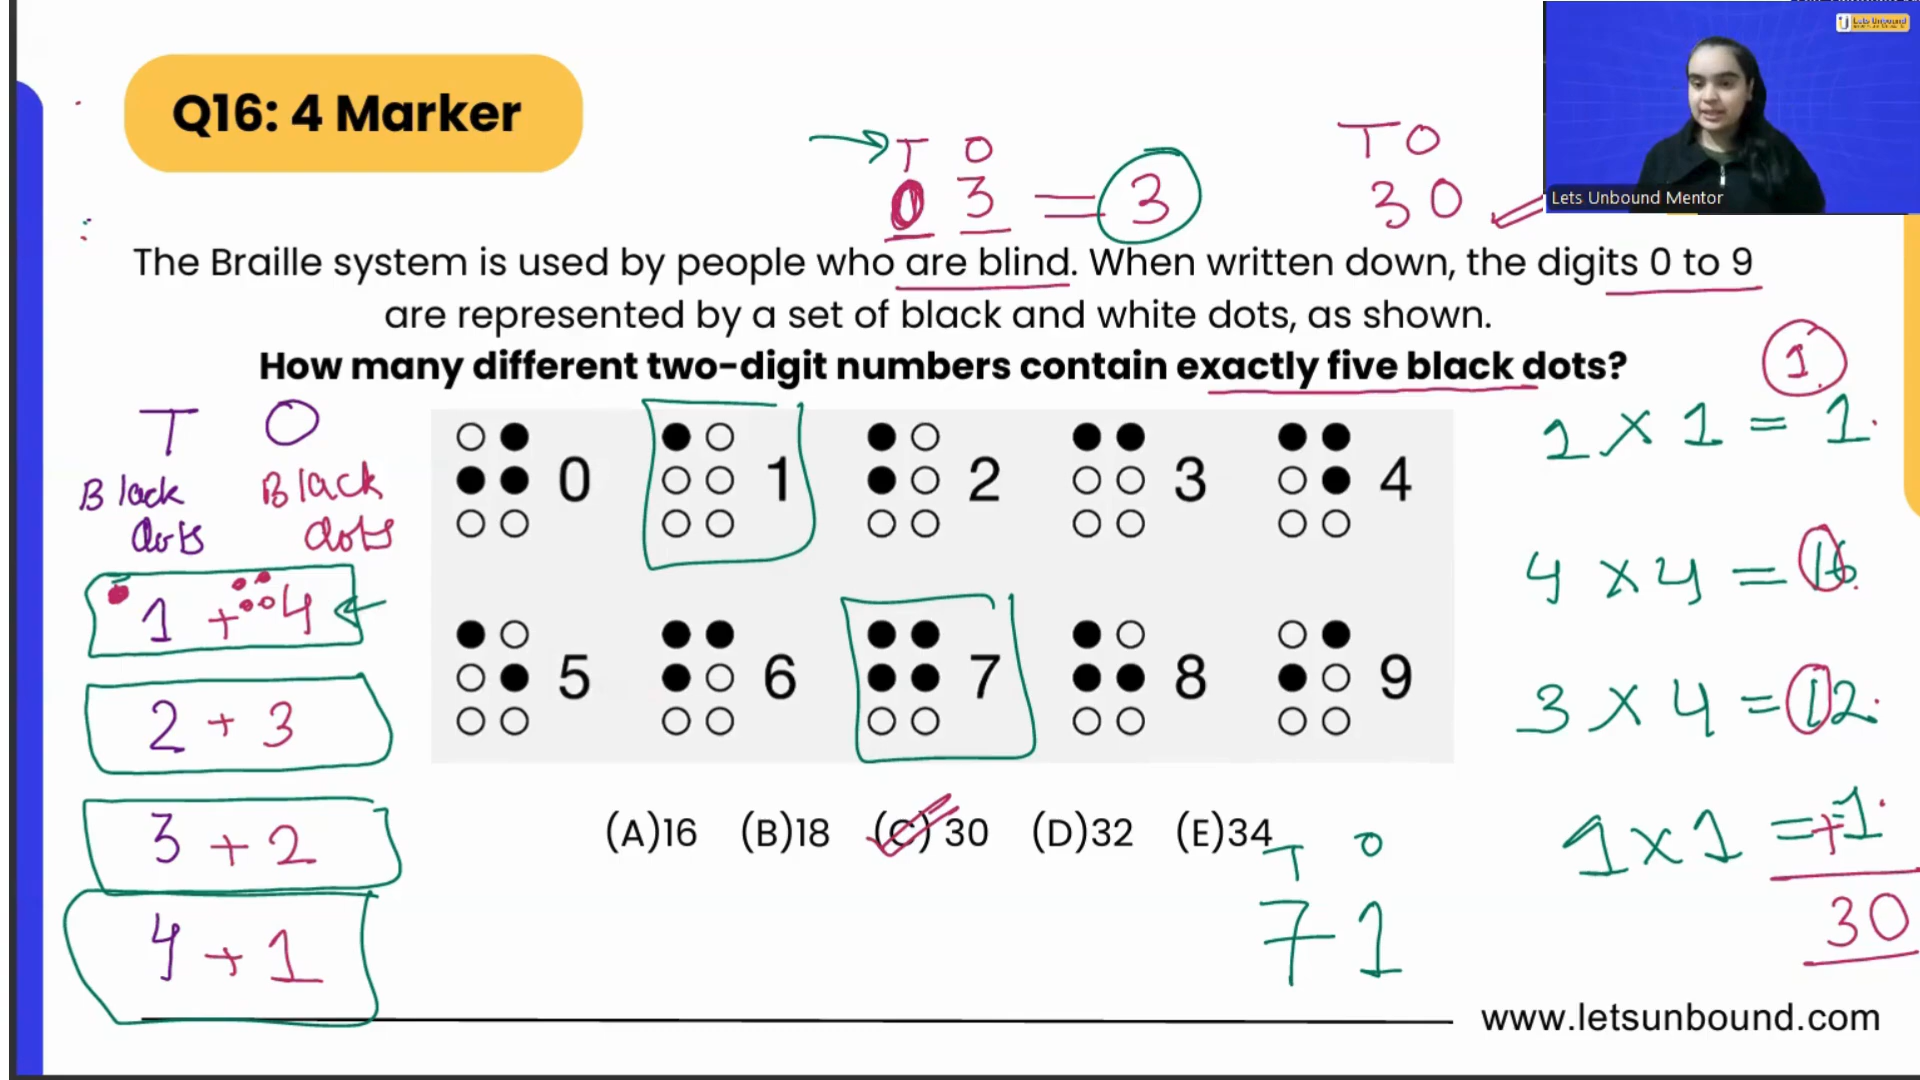 Lets Unbound
Q16: 4 Marker
T O
0 3 = 3
T O
3 0
Lets Unbound Mentor
The Braille system is used by people who are blind. When written down, the digits 0 to 9
are represented by a set of black and white dots, as shown.
How many different two-digit numbers contain exactly five black dots?
1
T O
Black Black
dots dots
0 1 2 3 4
5 6 7 8 9
1 + 4
2 + 3
3 + 2
4 + 1
1 × 1 = 1
4 × 4 = 16
3 × 4 = 12
1 × 1 = +1
30
(A)16 (B)18 (C) 30 (D)32 (E)34
T O
7 1
www.letsunbound.com